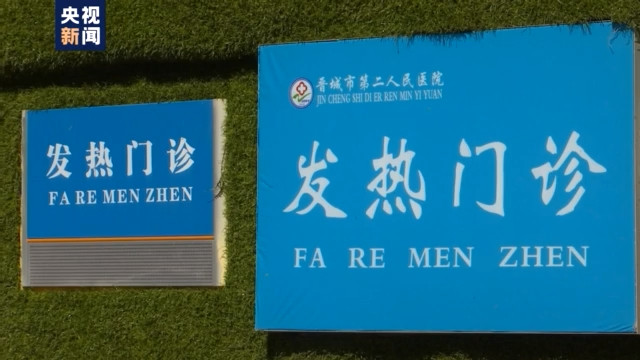 央视
新闻
发热门诊
FA RE MEN ZHEN
晋城市第二人民医院
JIN CHENG SHI DI ER REN MIN YI YUAN
发热门诊
FA RE MEN ZHEN